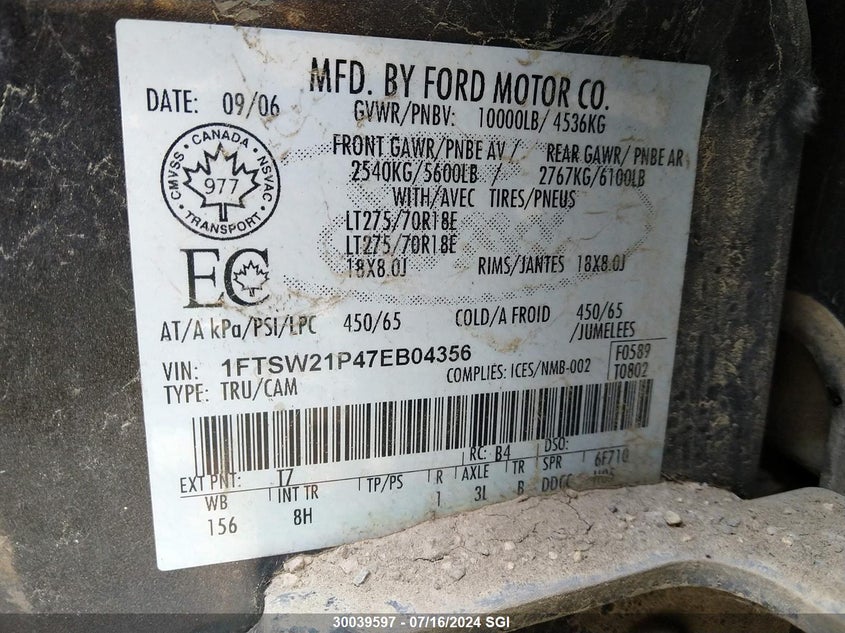 MFD. BY FORD MOTOR CO.
DATE: 09/06
GVWR/PNBV: 10000LB/ 4536KG
CMVSS · CANADA · NSVAC · TRANSPORT ·
977
FRONT GAWR/PNBE AV / REAR GAWR/ PNBE AR
2540KG/5600LB / 2767KG/6100LB
WITH/AVEC TIRES/PNEUS
LT275/70R18E
LT275/70R18E
18X8.0J RIMS/JANTES 18X8.0J
EC
AT/A kPa/PSI/LPC 450/65 COLD/A FROID 450/65
/JUMELEES
VIN: 1FTSW21P47EB04356
F0589
TYPE: TRU/CAM COMPLIES: ICES/NMB-002
T0802
RC: B4 DSO:
EXT PNT: T7 6F710
WB INT TR TP/PS R AXLE TR SPR
156 8H 1 3L B
30039597 - 07/16/2024 SGI